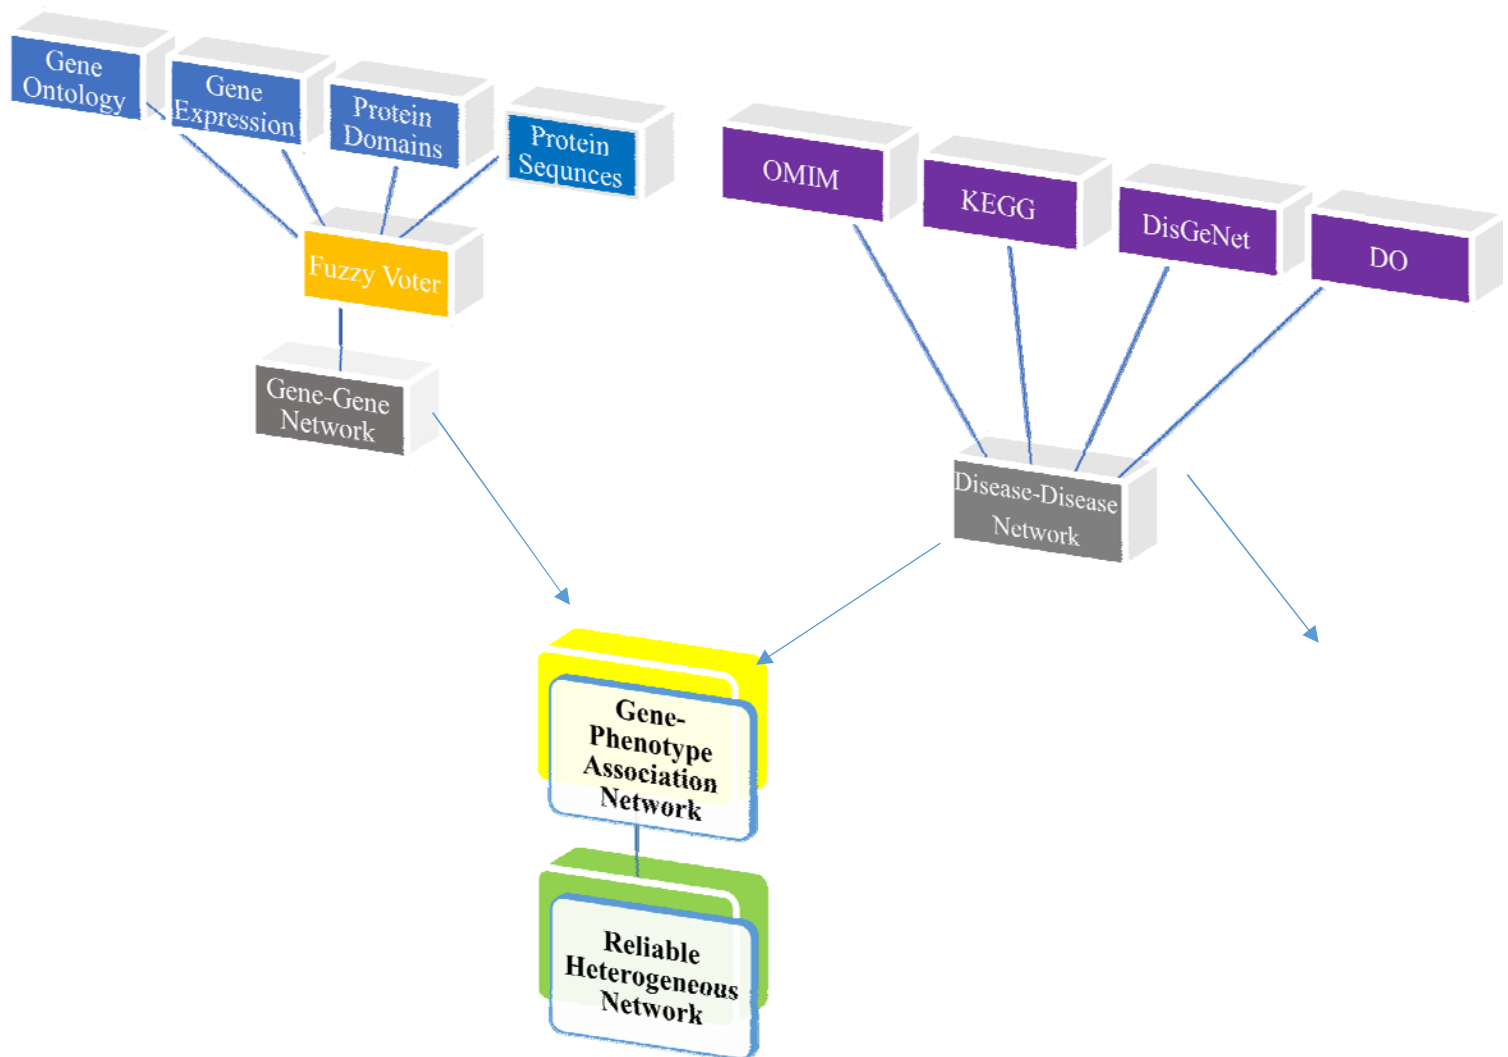 Gene
Ontology
Gene
Expression
Protein
Domains
Protein
Sequnces
OMIM
KEGG
DisGeNet
DO
Fuzzy Voter
Gene-Gene
Network
Disease-Disease
Network
Gene-
Phenotype
Association
Network
Reliable
Heterogeneous
Network